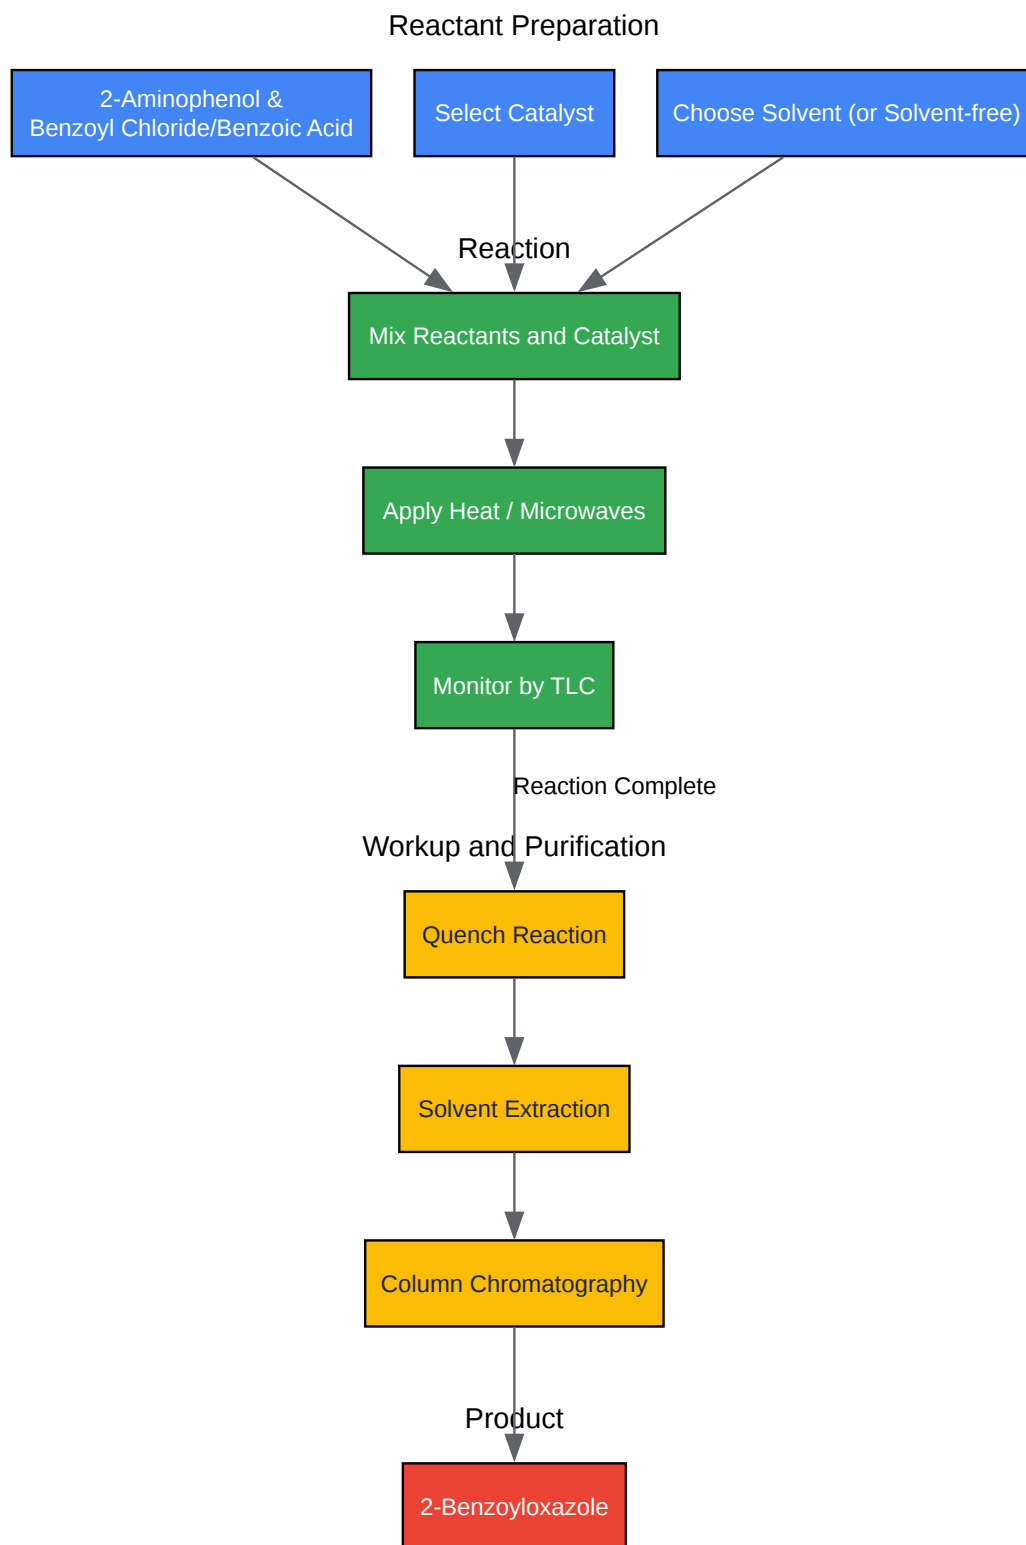 Reactant Preparation
2-Aminophenol &
Benzoyl Chloride/Benzoic Acid
Select Catalyst
Choose Solvent (or Solvent-free)
Reaction
Mix Reactants and Catalyst
Apply Heat / Microwaves
Monitor by TLC
Reaction Complete
Workup and Purification
Quench Reaction
Solvent Extraction
Column Chromatography
Product
2-Benzoyloxazole